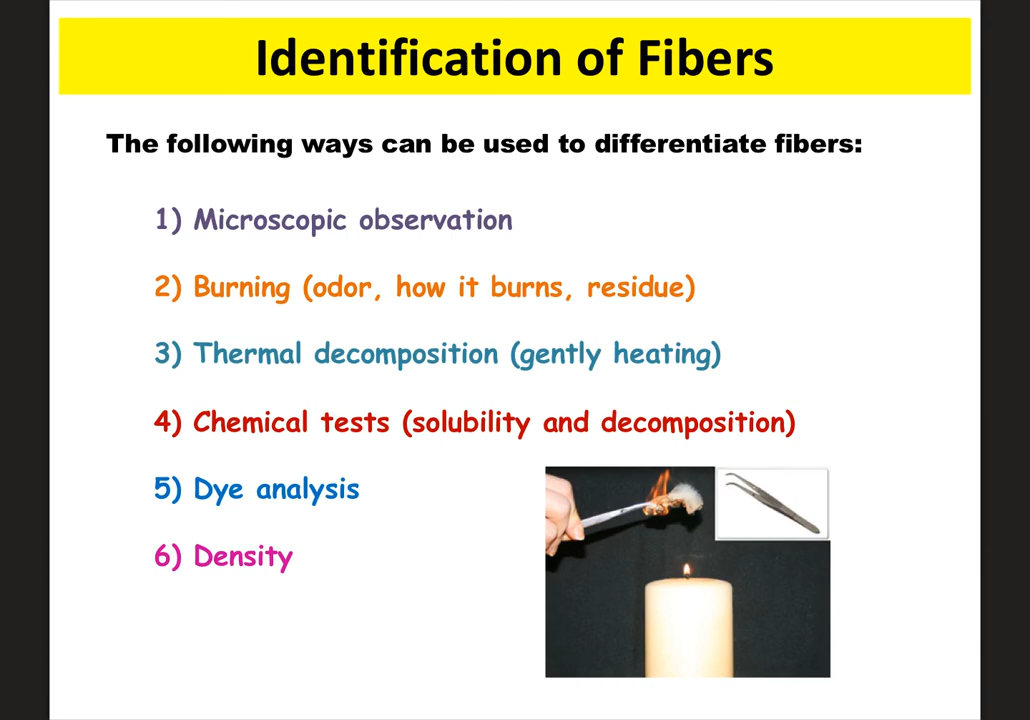 Identification of Fibers
The following ways can be used to differentiate fibers:
1) Microscopic observation
2) Burning (odor, how it burns, residue)
3) Thermal decomposition (gently heating)
4) Chemical tests (solubility and decomposition)
5) Dye analysis
6) Density